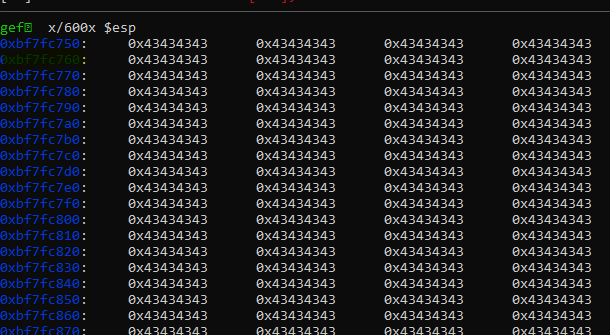 gef x/600x $esp
0xbf7fc750: 0x43434343 0x43434343 0x43434343 0x43434343
0xbf7fc760: 0x43434343 0x43434343 0x43434343 0x43434343
0xbf7fc770: 0x43434343 0x43434343 0x43434343 0x43434343
0xbf7fc780: 0x43434343 0x43434343 0x43434343 0x43434343
0xbf7fc790: 0x43434343 0x43434343 0x43434343 0x43434343
0xbf7fc7a0: 0x43434343 0x43434343 0x43434343 0x43434343
0xbf7fc7b0: 0x43434343 0x43434343 0x43434343 0x43434343
0xbf7fc7c0: 0x43434343 0x43434343 0x43434343 0x43434343
0xbf7fc7d0: 0x43434343 0x43434343 0x43434343 0x43434343
0xbf7fc7e0: 0x43434343 0x43434343 0x43434343 0x43434343
0xbf7fc7f0: 0x43434343 0x43434343 0x43434343 0x43434343
0xbf7fc800: 0x43434343 0x43434343 0x43434343 0x43434343
0xbf7fc810: 0x43434343 0x43434343 0x43434343 0x43434343
0xbf7fc820: 0x43434343 0x43434343 0x43434343 0x43434343
0xbf7fc830: 0x43434343 0x43434343 0x43434343 0x43434343
0xbf7fc840: 0x43434343 0x43434343 0x43434343 0x43434343
0xbf7fc850: 0x43434343 0x43434343 0x43434343 0x43434343
0xbf7fc860: 0x43434343 0x43434343 0x43434343 0x43434343
0xbf7fc870: 0x43434343 0x43434343 0x43434343 0x43434343